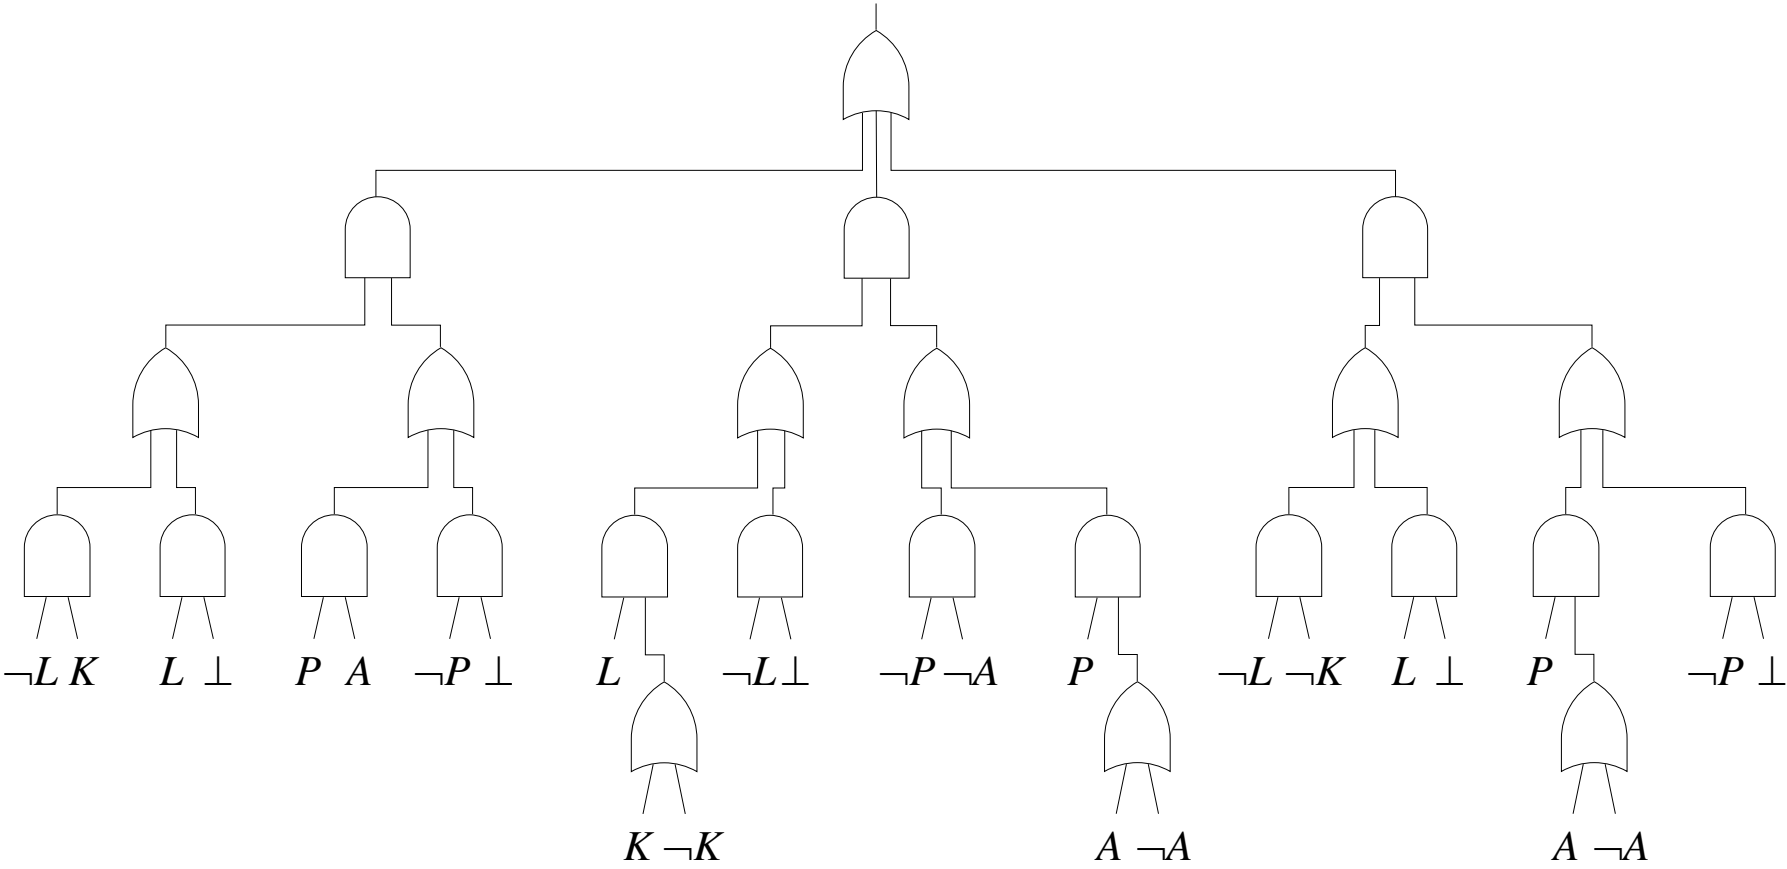 ¬L K L ⊥ P A ¬P ⊥ L ¬L⊥ ¬P ¬A P ¬L ¬K L ⊥ P ¬P ⊥
K ¬K A ¬A A ¬A